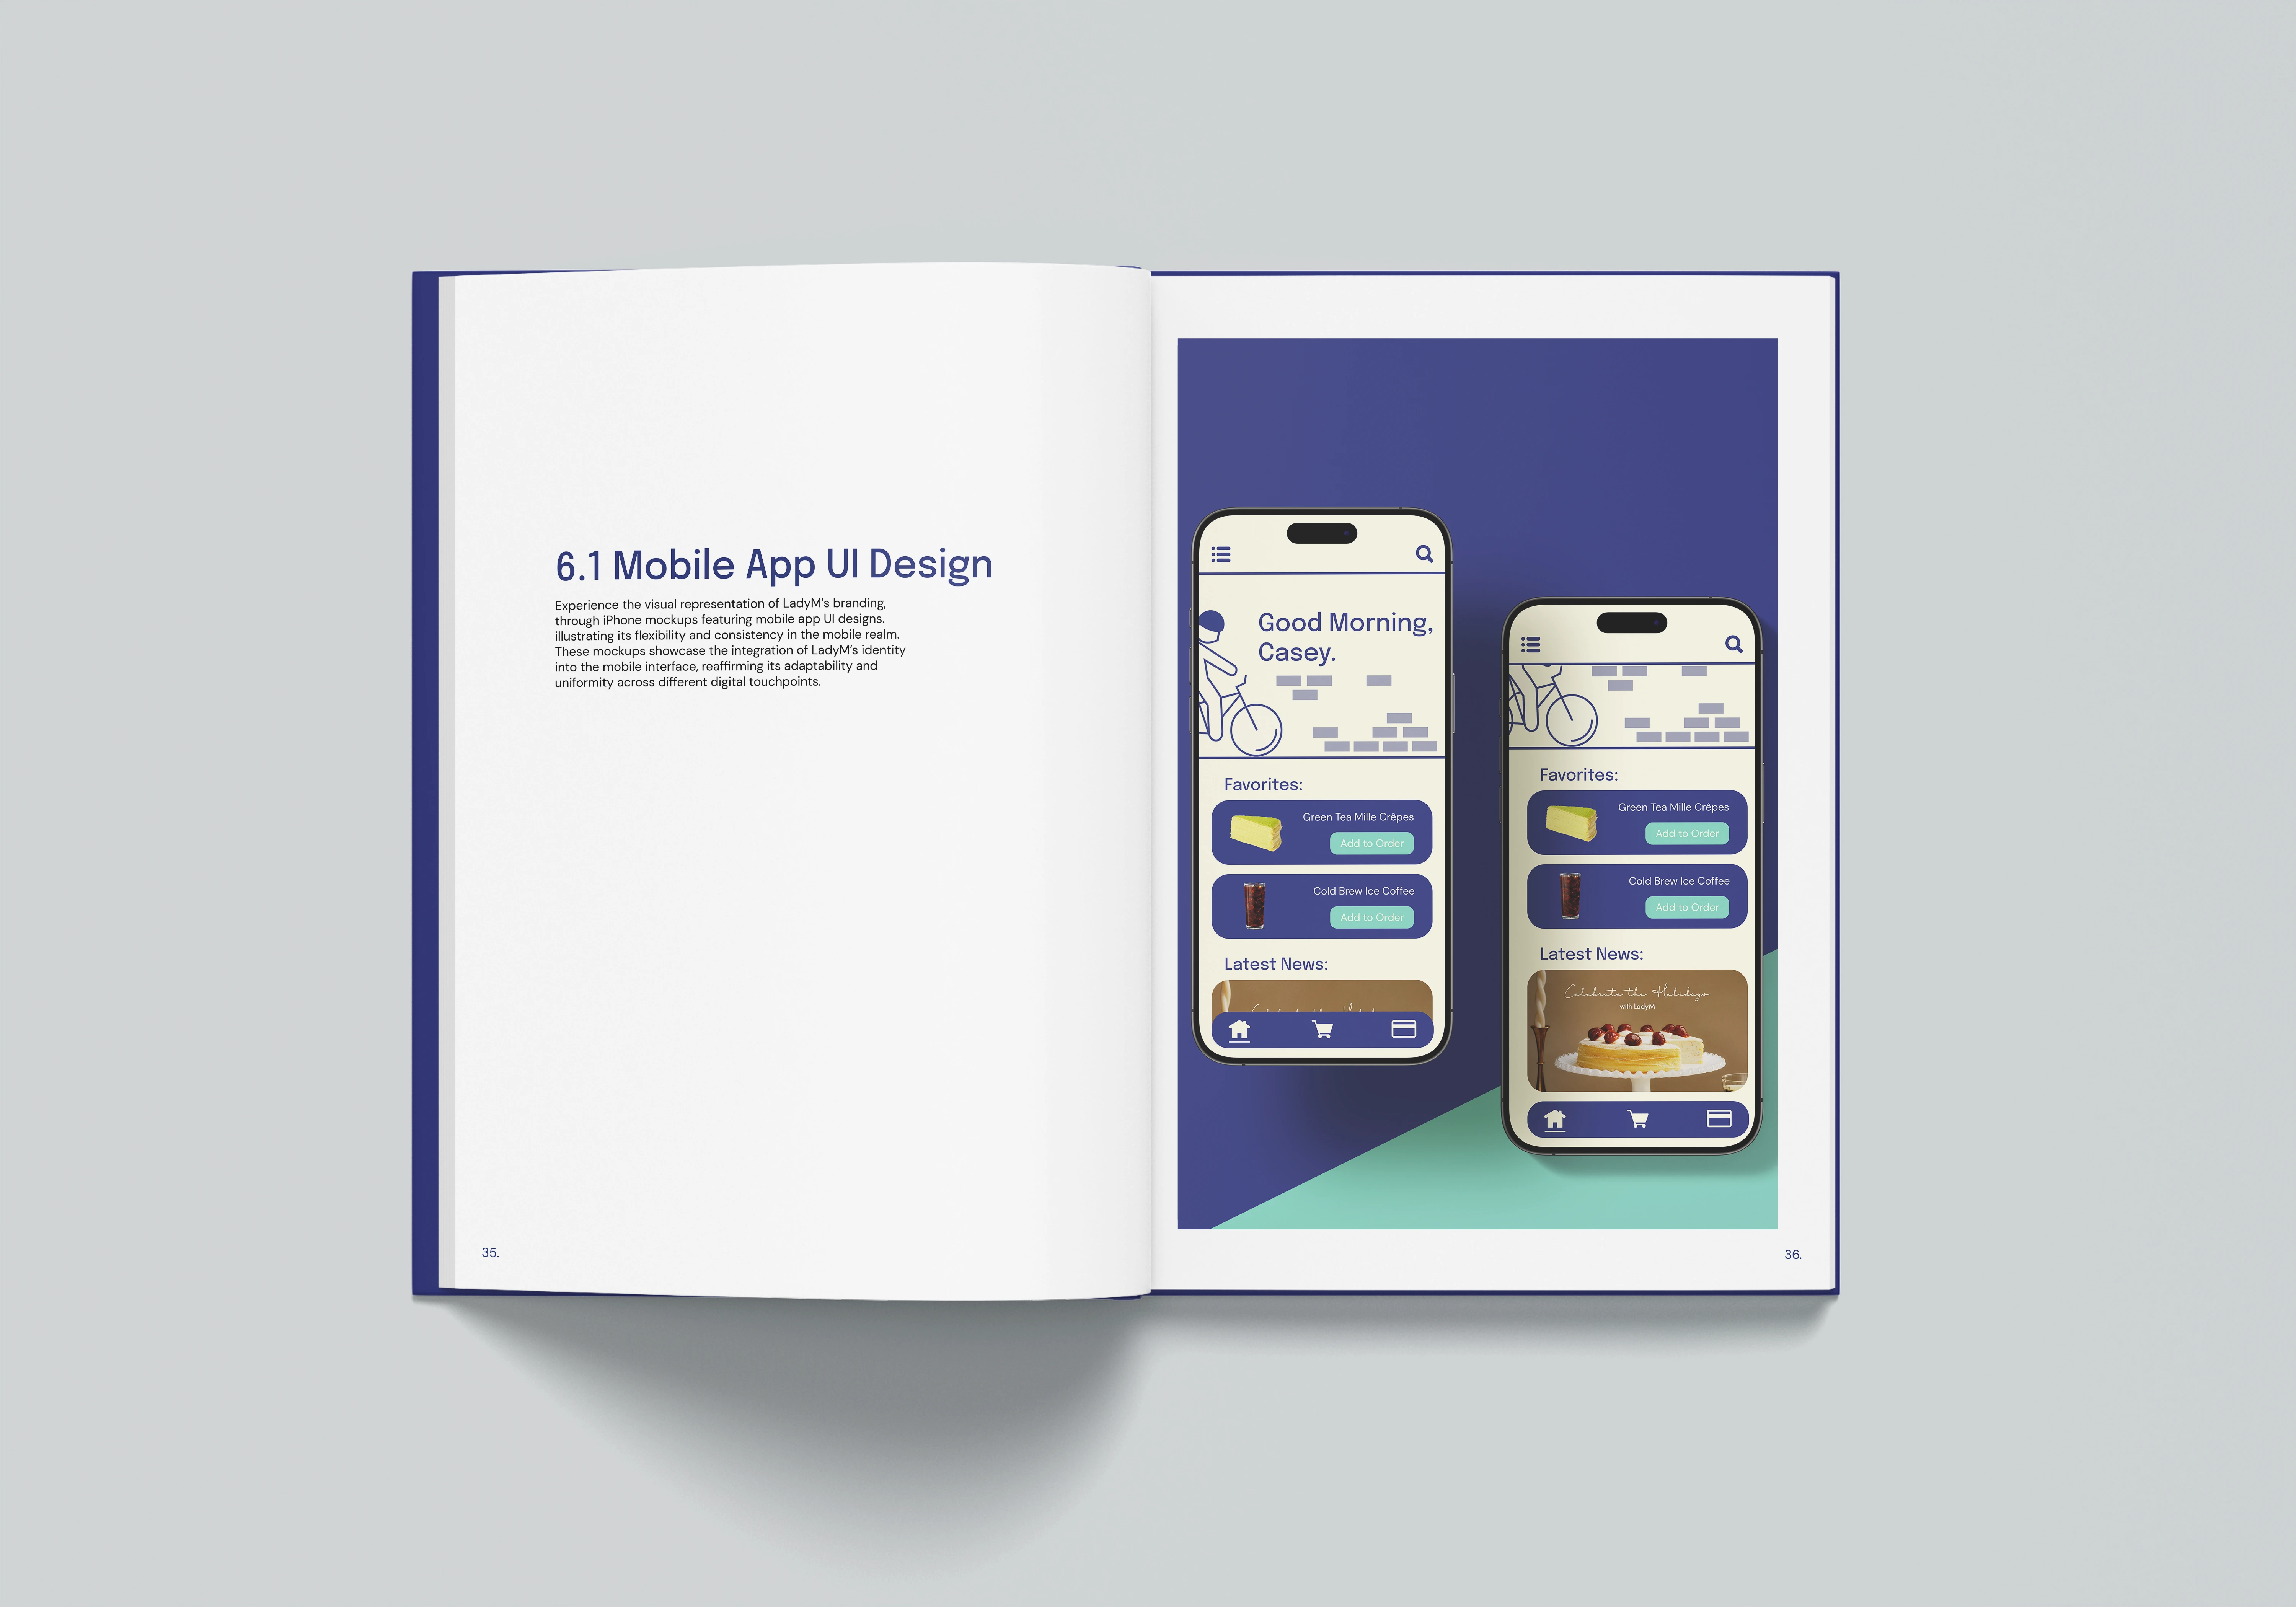 6.1 Mobile App UI Design
Experience the visual representation of LadyM's branding,
through iPhone mockups featuring mobile app UI designs.
illustrating its flexibility and consistency in the mobile realm.
These mockups showcase the integration of LadyM's identity
into the mobile interface, reaffirming its adaptability and
uniformity across different digital touchpoints.
35.
Good Morning,
Casey.
Favorites:
Green Tea Mille Crêpes
Add to Order
Cold Brew Ice Coffee
Add to Order
Latest News:
Favorites:
Green Tea Mille Crêpes
Add to Order
Cold Brew Ice Coffee
Add to Order
Latest News:
Celebrate the Holidays
with LadyM
36.